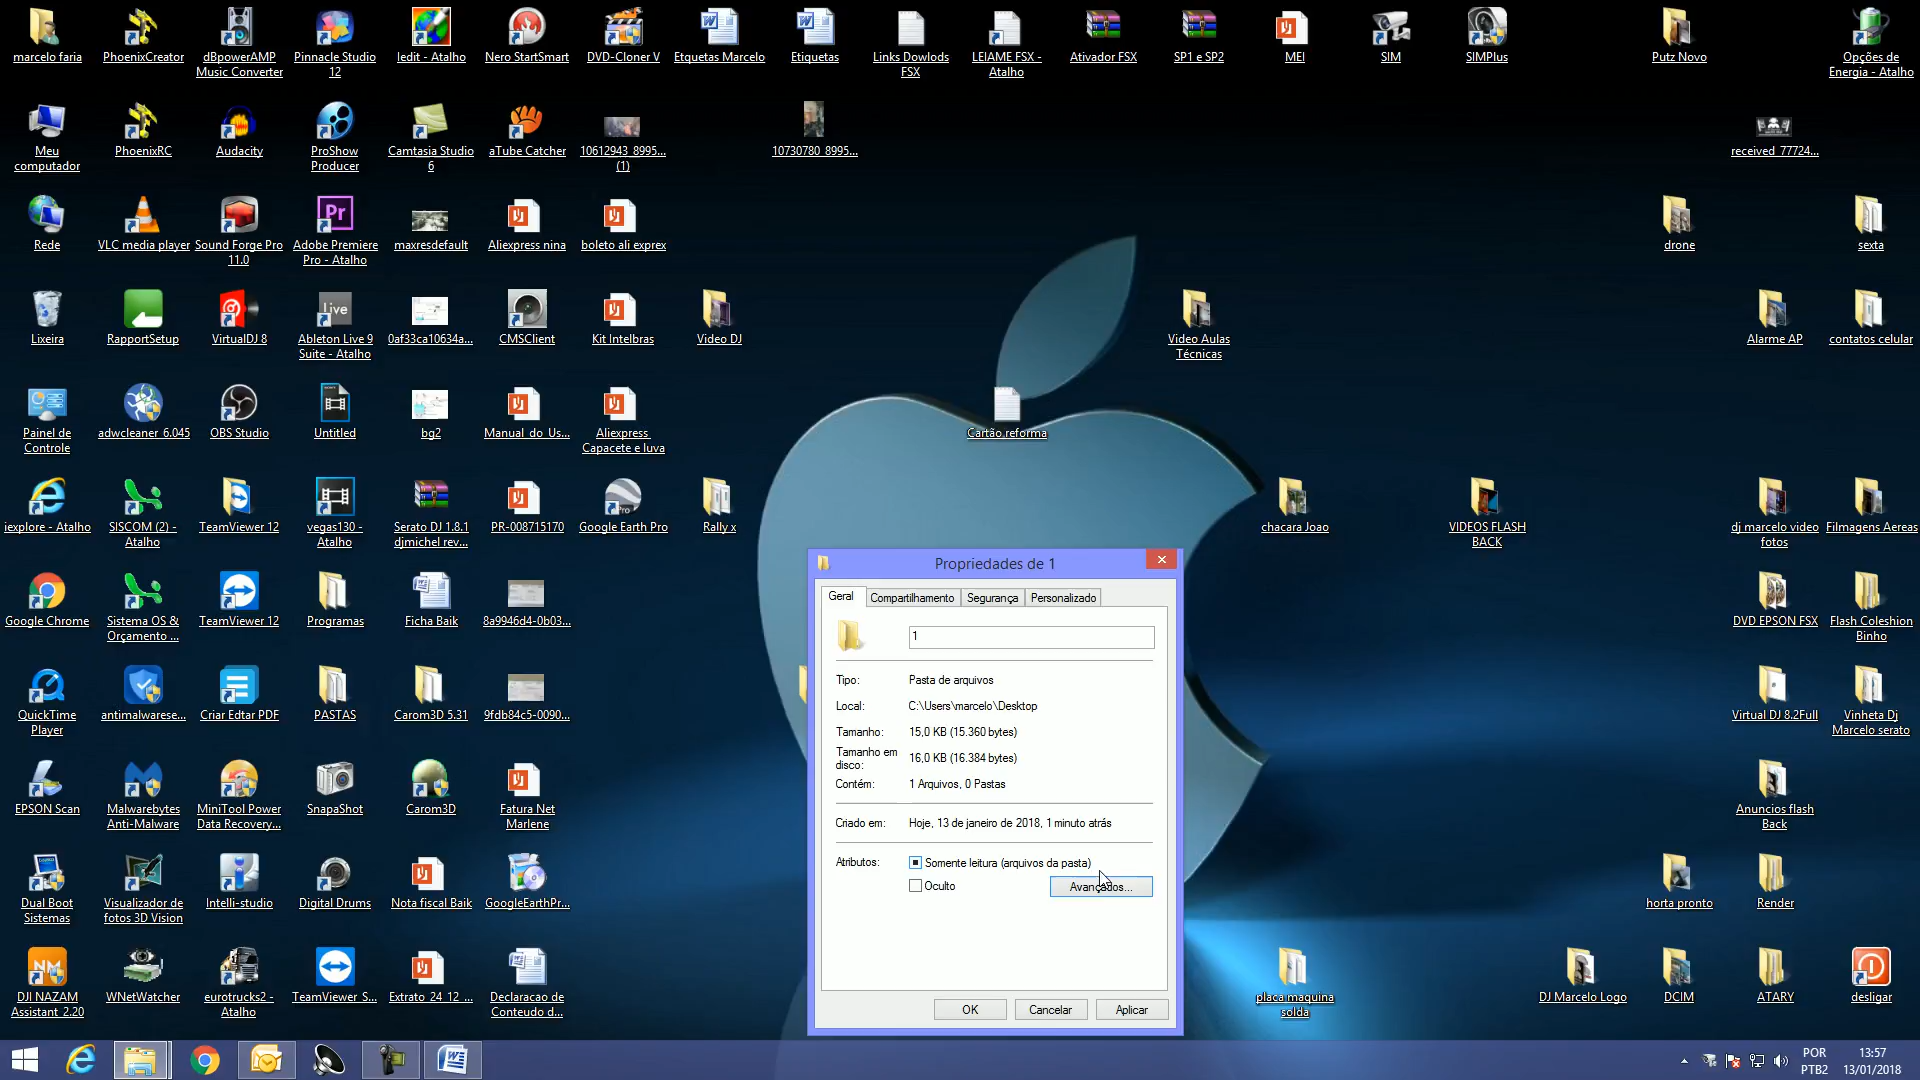 marcelo faria
PhoenixCreator
dBpowerAMP
Music Converter
Pinnacle Studio
12
Iedit - Atalho
Nero StartSmart
DVD-Cloner V
Etquetas Marcelo
Etiquetas
Links Dowlods
FSX
LEIAME FSX -
Atalho
Ativador FSX
SP1 e SP2
MEI
SIM
SIMPlus
Putz Novo
Opções de
Energia - Atalho
Meu
computador
PhoenixRC
Audacity
ProShow
Producer
Camtasia Studio
6
aTube Catcher
10612943_8995...
(1)
10730780_8995...
received_77724...
Rede
VLC media player
Sound Forge Pro
11.0
Pr
Adobe Premiere
Pro - Atalho
maxresdefault
Aliexpress nina
boleto ali exprex
drone
sexta
Lixeira
RapportSetup
VirtualDJ 8
Live
Ableton Live 9
Suite - Atalho
0af33ca10634a...
CMSClient
Kit Intelbras
Video DJ
Video Aulas
Técnicas
Alarme AP
contatos celular
Painel de
Controle
adwcleaner_6.045
OBS Studio
Untitled
bg2
Manual_do_Us...
Aliexpress
Capacete e luva
Cartão reforma
iexplore - Atalho
SISCOM (2) -
Atalho
TeamViewer 12
vegas130 -
Atalho
Serato DJ 1.8.1
djmichel rev...
PR-008715170
Google Earth Pro
Rally x
chacara Joao
VIDEOS FLASH
BACK
dj marcelo video
fotos
Filmagens Aereas
Google Chrome
Sistema OS &
Orçamento ...
TeamViewer 12
Programas
Ficha Baik
8a9946d4-0b03...
DVD EPSON FSX
Flash Coleshion
Binho
QuickTime
Player
antimalwarese...
Criar Edtar PDF
PASTAS
Carom3D 5.31
9fdb84c5-0090...
Virtual DJ 8.2Full
Vinheta Dj
Marcelo serato
EPSON Scan
Malwarebytes
Anti-Malware
MiniTool Power
Data Recovery...
SnapaShot
Carom3D
Fatura Net
Marlene
Anuncios flash
Back
Dual Boot
Sistemas
Visualizador de
fotos 3D Vision
Intelli-studio
Digital Drums
Nota fiscal Baik
GoogleEarthPr...
horta pronto
Render
NM
DJ NAZAM
Assistant 2.20
WNetWatcher
eurotrucks2 -
Atalho
TeamViewer_S...
Extrato_24_12_...
Declaracao de
Conteudo d...
placa maquina
solda
DJ Marcelo Logo
DCIM
ATARY
desligar
Propriedades de 1
Geral
Compartilhamento
Segurança
Personalizado
1
Tipo:
Pasta de arquivos
Local:
C:\Users\marcelo\Desktop
Tamanho:
15,0 KB (15.360 bytes)
Tamanho em
disco:
16,0 KB (16.384 bytes)
Contém:
1 Arquivos, 0 Pastas
Criado em:
Hoje, 13 de janeiro de 2018, 1 minuto atrás
Atributos:
Somente leitura (arquivos da pasta)
Oculto
Avançados...
OK
Cancelar
Aplicar
POR
PTB2
13:57
13/01/2018